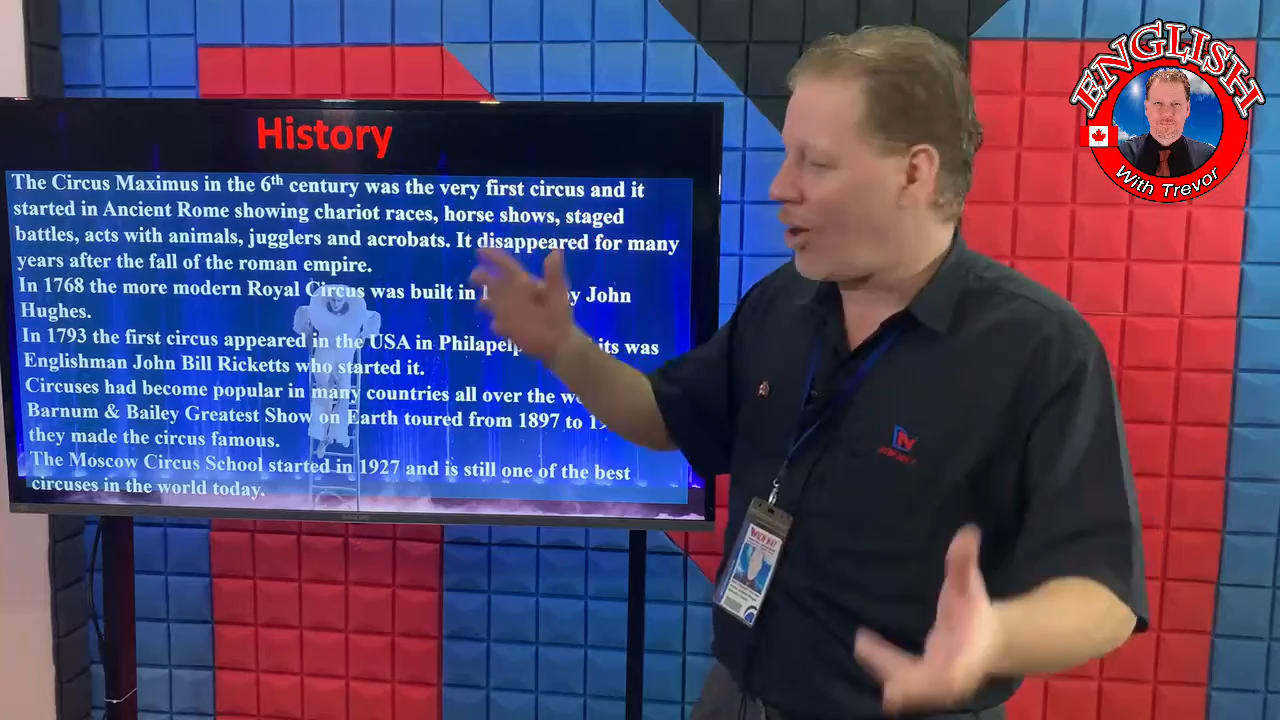 History
The Circus Maximus in the 6th century was the very first circus and it
started in Ancient Rome showing chariot races, horse shows, staged
battles, acts with animals, jugglers and acrobats. It disappeared for many
years after the fall of the roman empire.
In 1768 the more modern Royal Circus was built in by John
Hughes.
In 1793 the first circus appeared in the USA in its was
Englishman John Bill Ricketts who started it.
Circuses had become popular in many countries all over the
Barnum & Bailey Greatest Show on Earth toured from 1897 to
they made the circus famous.
The Moscow Circus School started in 1927 and is still one of the best
circuses in the world today.
ENGLISH
With Trevor